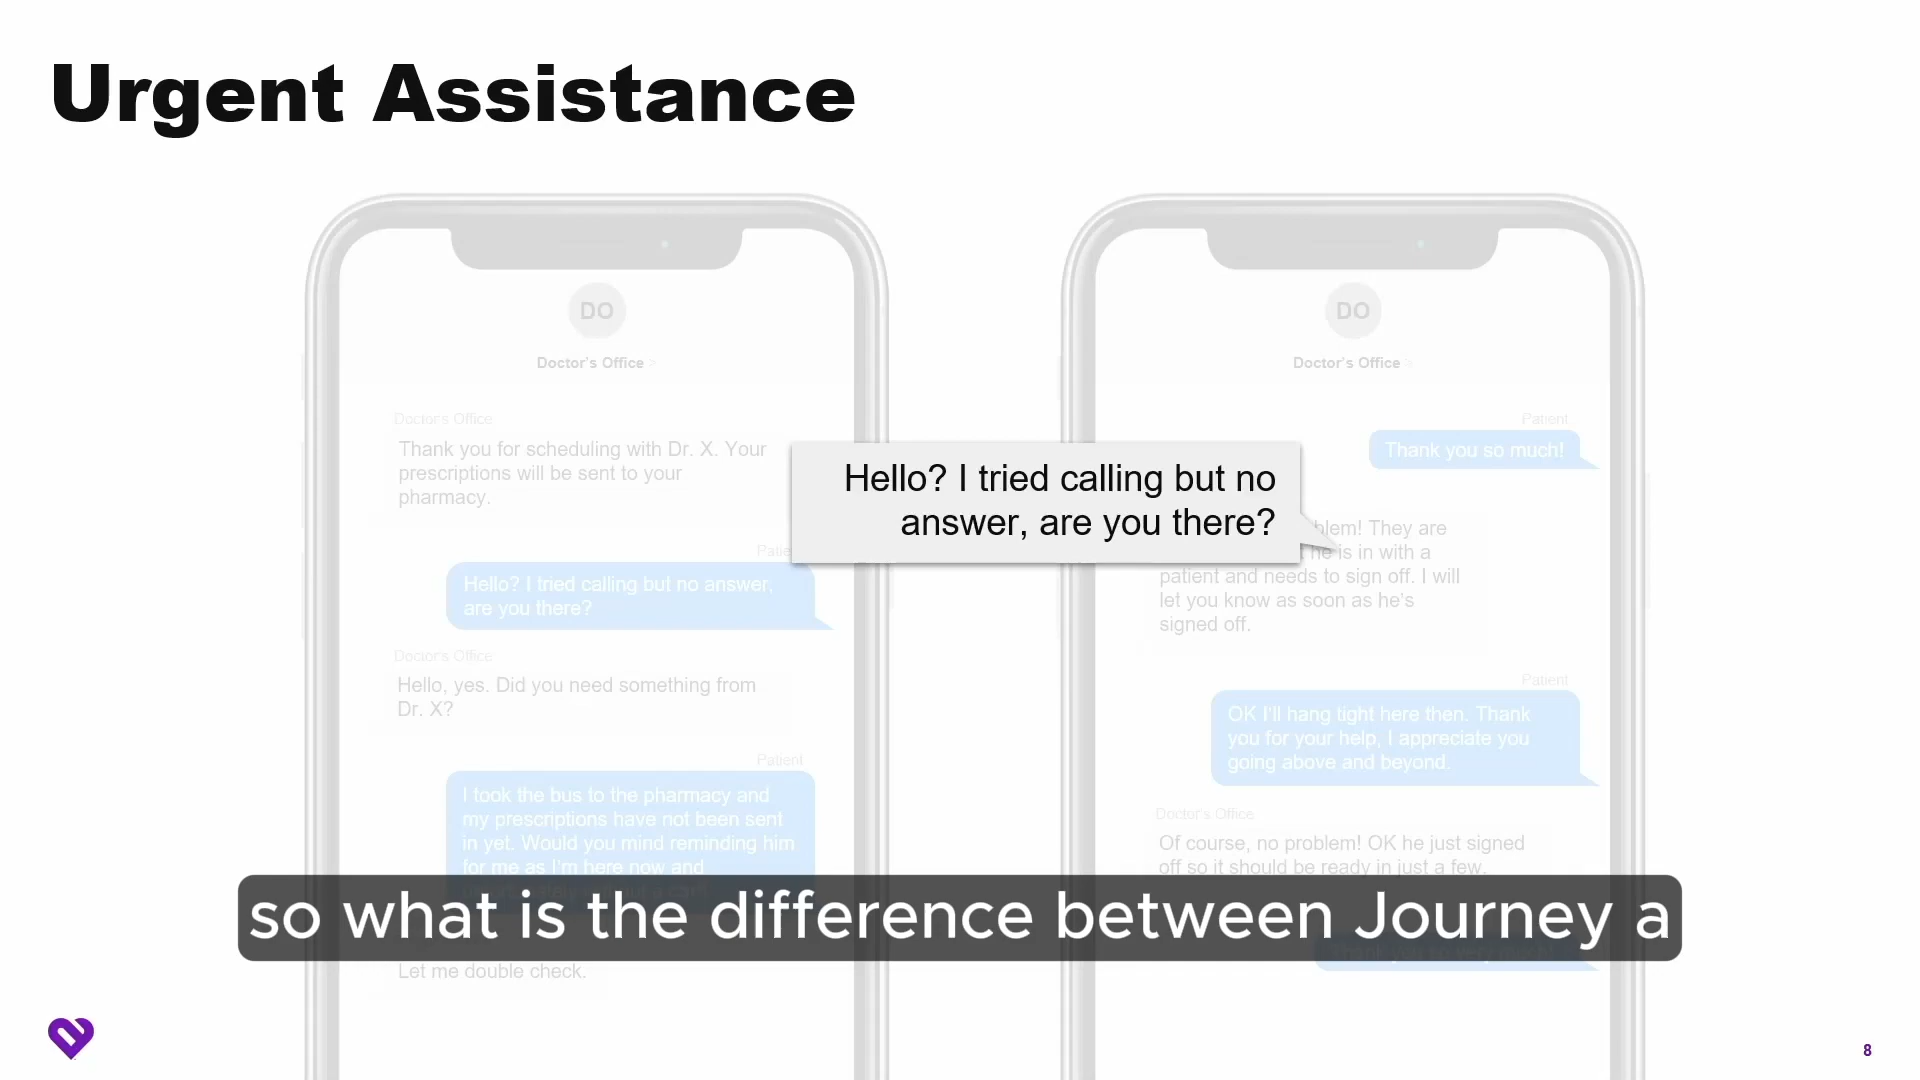 Urgent Assistance
DO
Doctor's Office >
Doctor's Office
Thank you for scheduling with Dr. X. Your
prescriptions will be sent to your
pharmacy.
Hello? I tried calling but no answer,
are you there?
Doctor's Office
Hello, yes. Did you need something from
Dr. X?
Patient
I took the bus to the pharmacy and
my prescriptions have not been sent
in yet. Would you mind reminding him
for me as I'm here now and
Let me double check.
Hello? I tried calling but no
answer, are you there?
DO
Doctor's Office >
Patient
Thank you so much!
They are
he is in with a
patient and needs to sign off. I will
let you know as soon as he's
signed off.
Patient
OK I'll hang tight here then. Thank
you for your help, I appreciate you
going above and beyond.
Doctor's Office
Of course, no problem! OK he just signed
off so it should be ready in just a few.
so what is the difference between Journey a
8